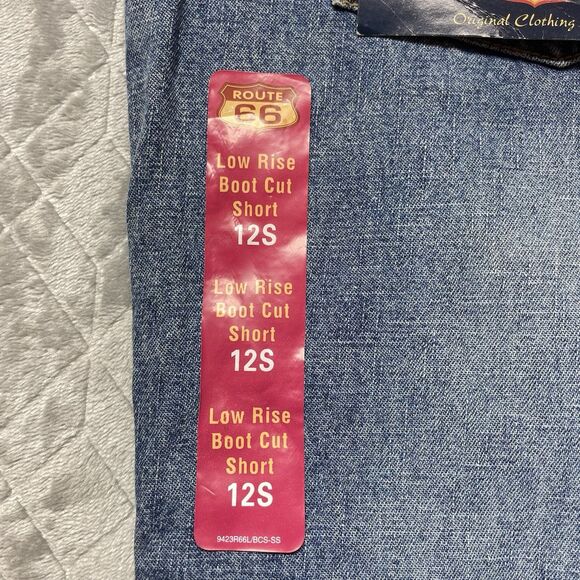 Original Clothing
ROUTE
66
Low Rise
Boot Cut
Short
12S
Low Rise
Boot Cut
Short
12S
Low Rise
Boot Cut
Short
12S
9423R66L/BCS-SS